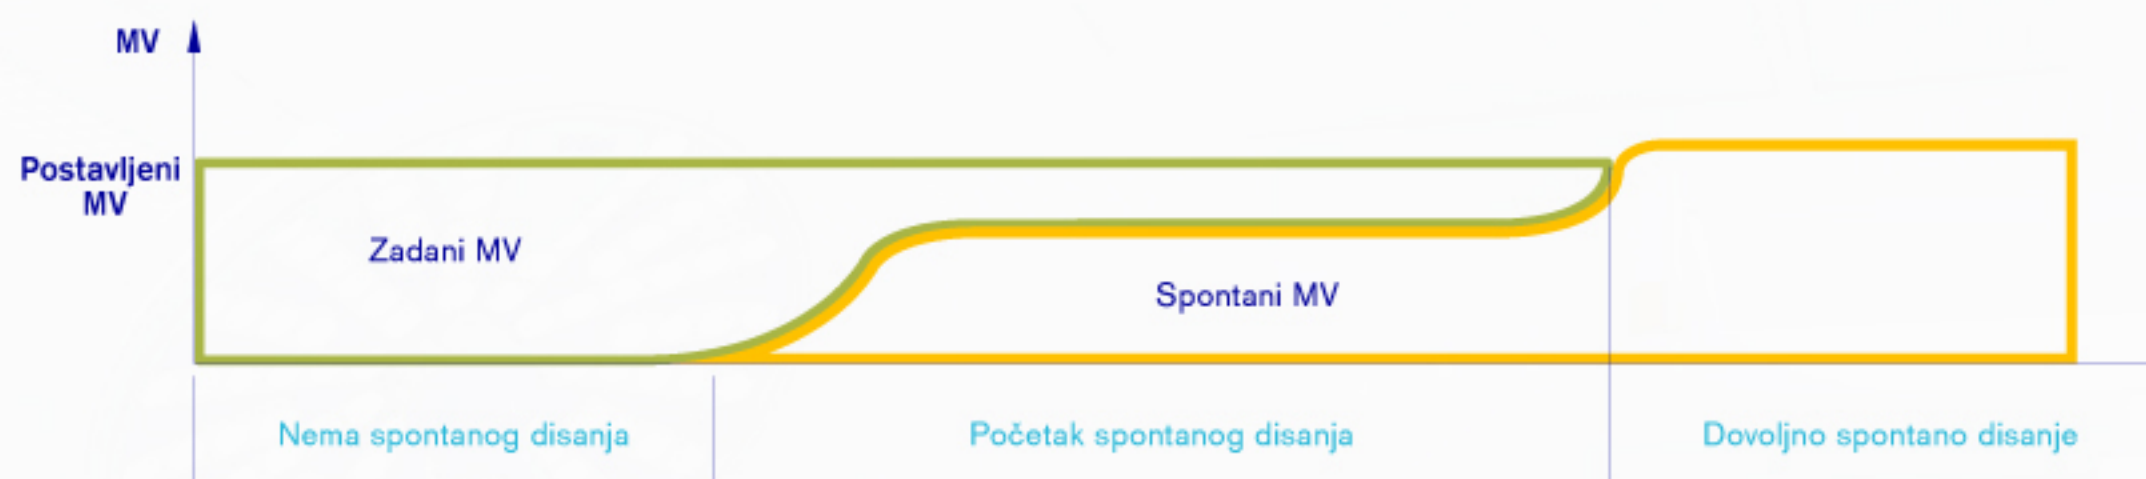 MV
Postavljeni
MV
Zadani MV
Spontani MV
Nema spontanog disanja
Početak spontanog disanja
Dovoljno spontano disanje